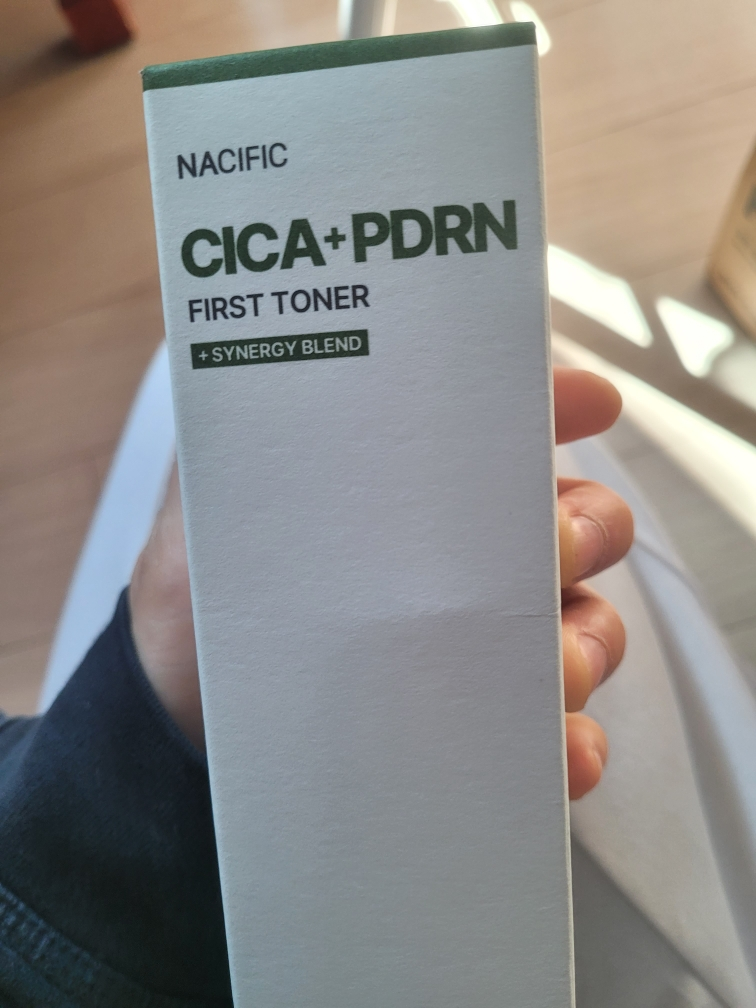 NACIFIC
CICA+PDRN
FIRST TONER
+SYNERGY BLEND